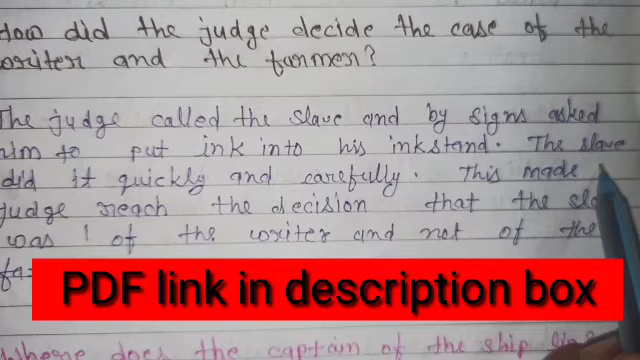 How did the judge decide the case of the
writer and the farmer?
The judge called the slave and by signs asked
him to put ink into his inkstand. The slave
did it quickly and carefully. This made
judge reach the decision that the
was of the writer and not of the
PDF link in description box
Where does the captain of the ship